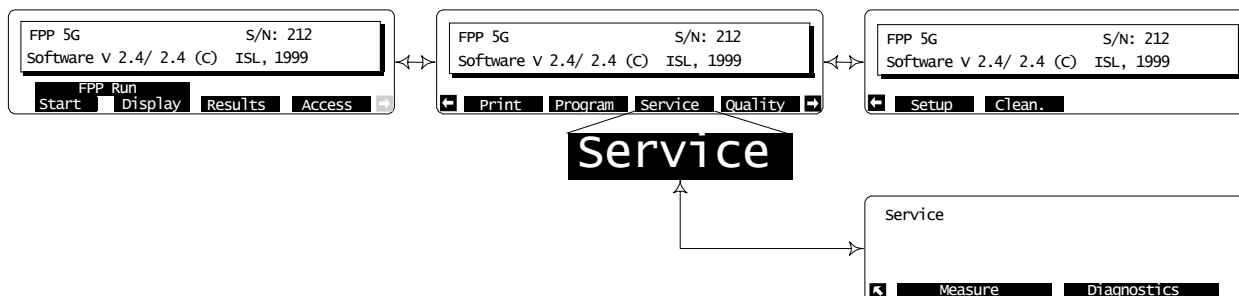 FPP 5G S/N: 212
Software V 2.4/ 2.4 (C) ISL, 1999
FPP Run
Start Display Results Access
FPP 5G S/N: 212
Software V 2.4/ 2.4 (C) ISL, 1999
Print Program Service Quality
FPP 5G S/N: 212
Software V 2.4/ 2.4 (C) ISL, 1999
Setup Clean.
Service
Service
Measure Diagnostics